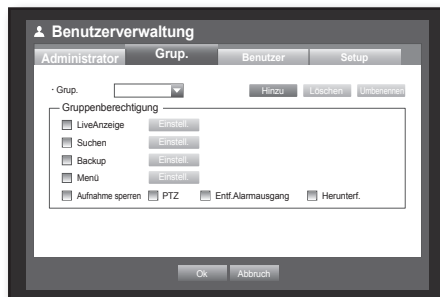 Benutzerverwaltung
Administrator Grup. Benutzer Setup
· Grup. Hinzu Löschen Umbenennen
Gruppenberechtigung
LiveAnzeige Einstell.
Suchen Einstell.
Backup Einstell.
Menü Einstell.
Aufnahme sperren PTZ Entf.Alarmausgang Herunterf.
Ok Abbruch